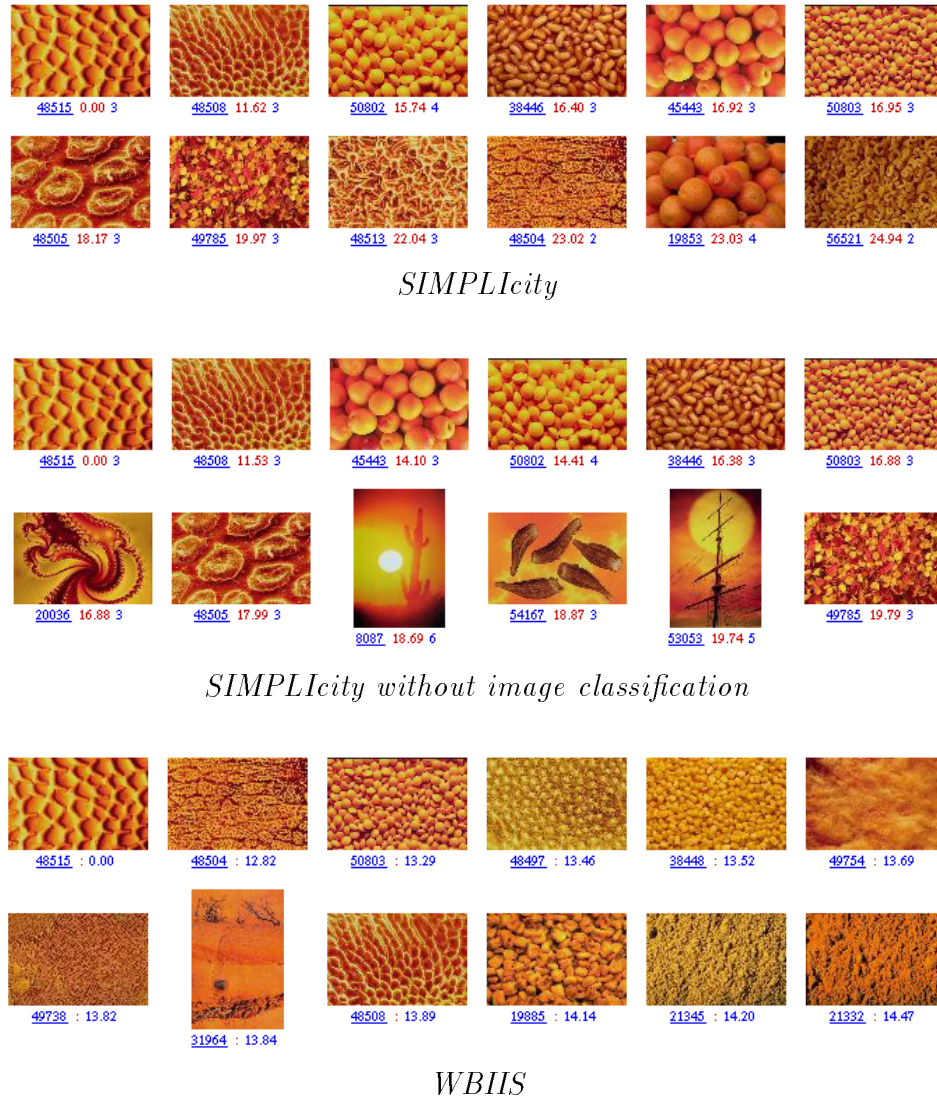 48515 0.00 3 48508 11.62 3 50802 15.74 4 38446 16.40 3 45443 16.92 3 50803 16.95 3
48505 18.17 3 49785 19.97 3 48513 22.04 3 48504 23.02 2 19853 23.03 4 56521 24.94 2
SIMPLIcity
48515 0.00 3 48508 11.53 3 45443 14.10 3 50802 14.41 4 38446 16.38 3 50803 16.88 3
20036 16.88 3 48505 17.99 3 8087 18.69 6 54167 18.87 3 53053 19.74 5 49785 19.79 3
SIMPLIcity without image classification
48515 : 0.00 48504 : 12.82 50803 : 13.29 48497 : 13.46 38448 : 13.52 49754 : 13.69
49738 : 13.82 31964 : 13.84 48508 : 13.89 19885 : 14.14 21345 : 14.20 21332 : 14.47
WBIIS